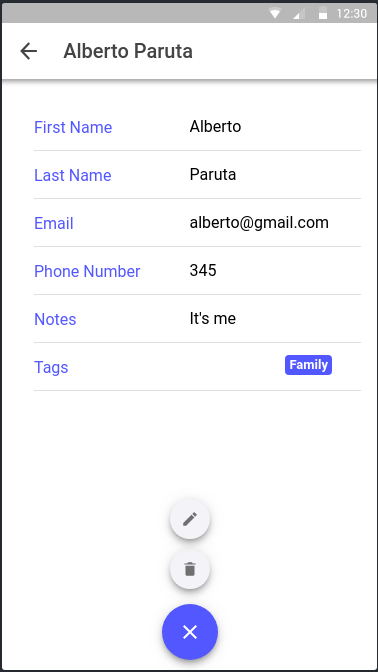 12:30
Alberto Paruta
First Name Alberto
Last Name Paruta
Email alberto@gmail.com
Phone Number 345
Notes It's me
Tags Family